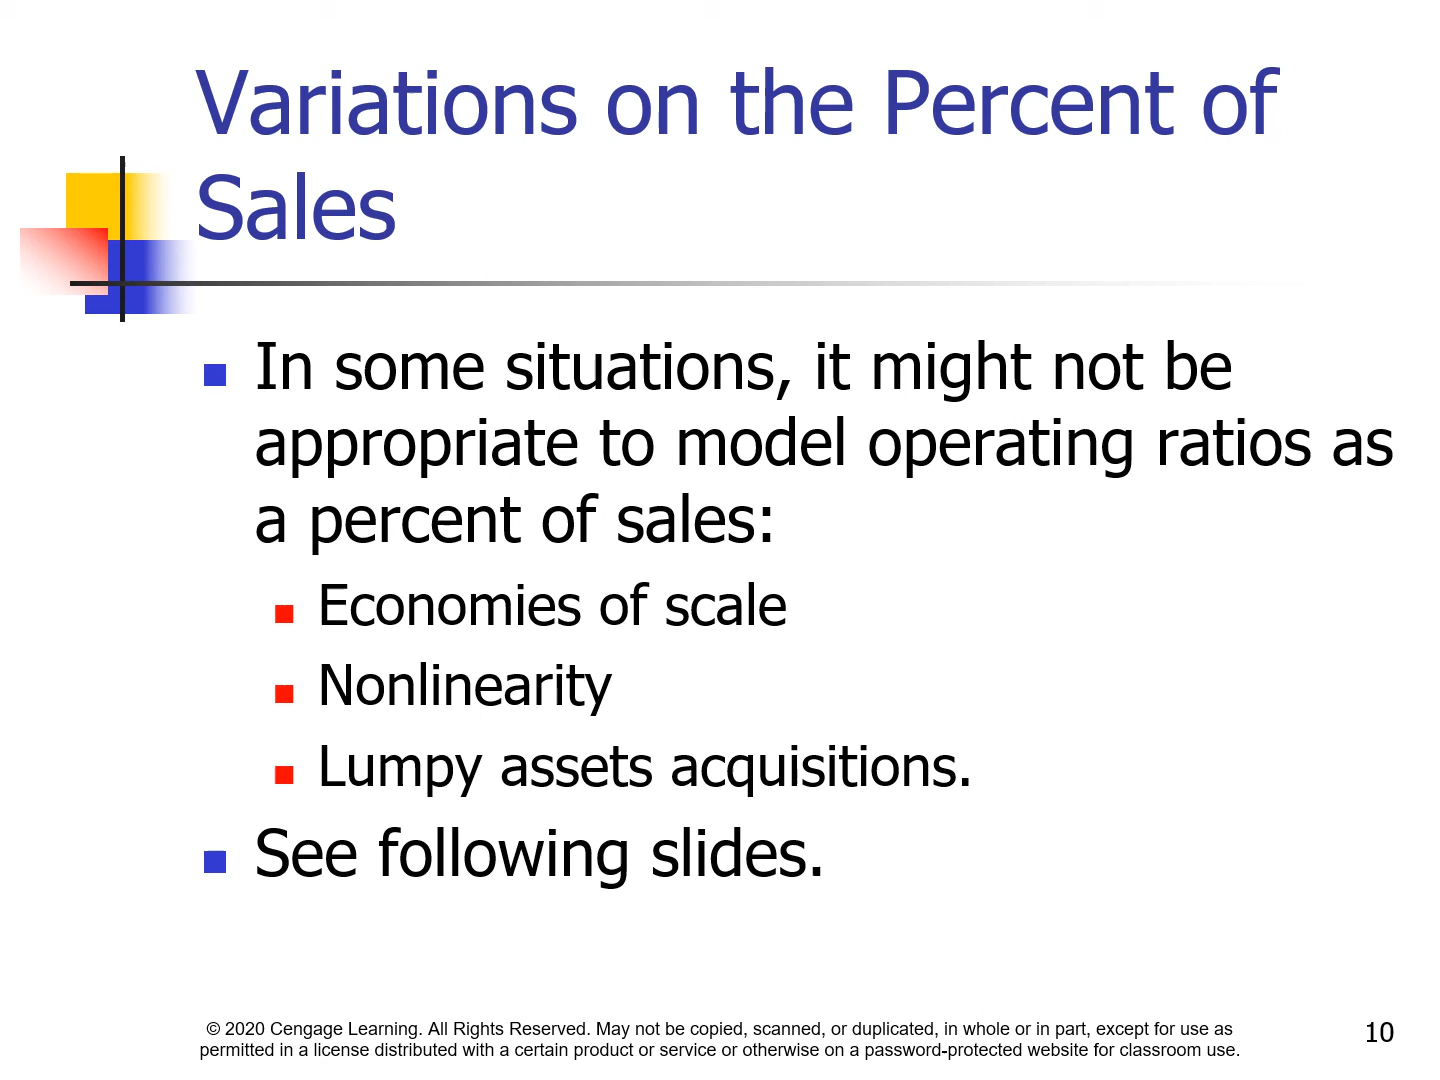 Variations on the Percent of
Sales
In some situations, it might not be
appropriate to model operating ratios as
a percent of sales:
Economies of scale
Nonlinearity
Lumpy assets acquisitions.
See following slides.
© 2020 Cengage Learning. All Rights Reserved. May not be copied, scanned, or duplicated, in whole or in part, except for use as
permitted in a license distributed with a certain product or service or otherwise on a password-protected website for classroom use.
10